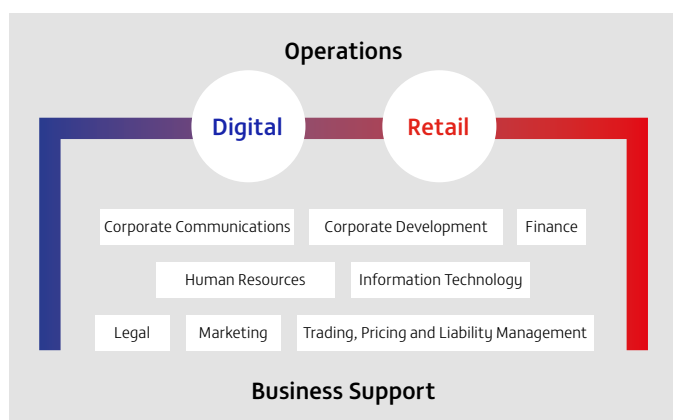 Operations
Digital Retail
Corporate Communications Corporate Development Finance
Human Resources Information Technology
Legal Marketing Trading, Pricing and Liability Management
Business Support